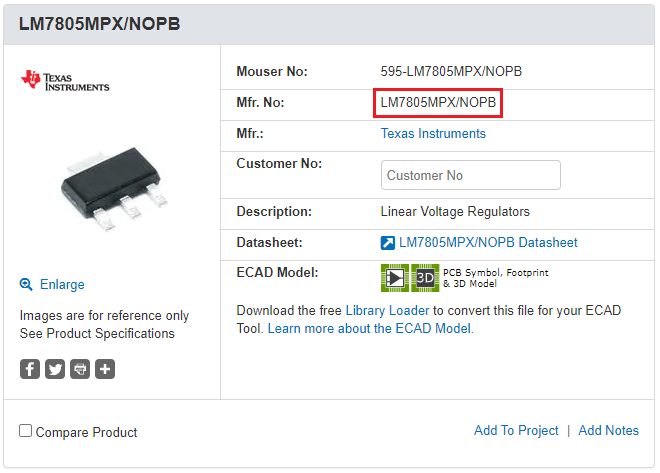 LM7805MPX/NOPB
TEXAS
INSTRUMENTS
Enlarge
Images are for reference only
See Product Specifications
Mouser No: 595-LM7805MPX/NOPB
Mfr. No: LM7805MPX/NOPB
Mfr.: Texas Instruments
Customer No: Customer No
Description: Linear Voltage Regulators
Datasheet: LM7805MPX/NOPB Datasheet
ECAD Model: 3D PCB Symbol, Footprint
& 3D Model
Download the free Library Loader to convert this file for your ECAD
Tool. Learn more about the ECAD Model.
Compare Product
Add To Project | Add Notes